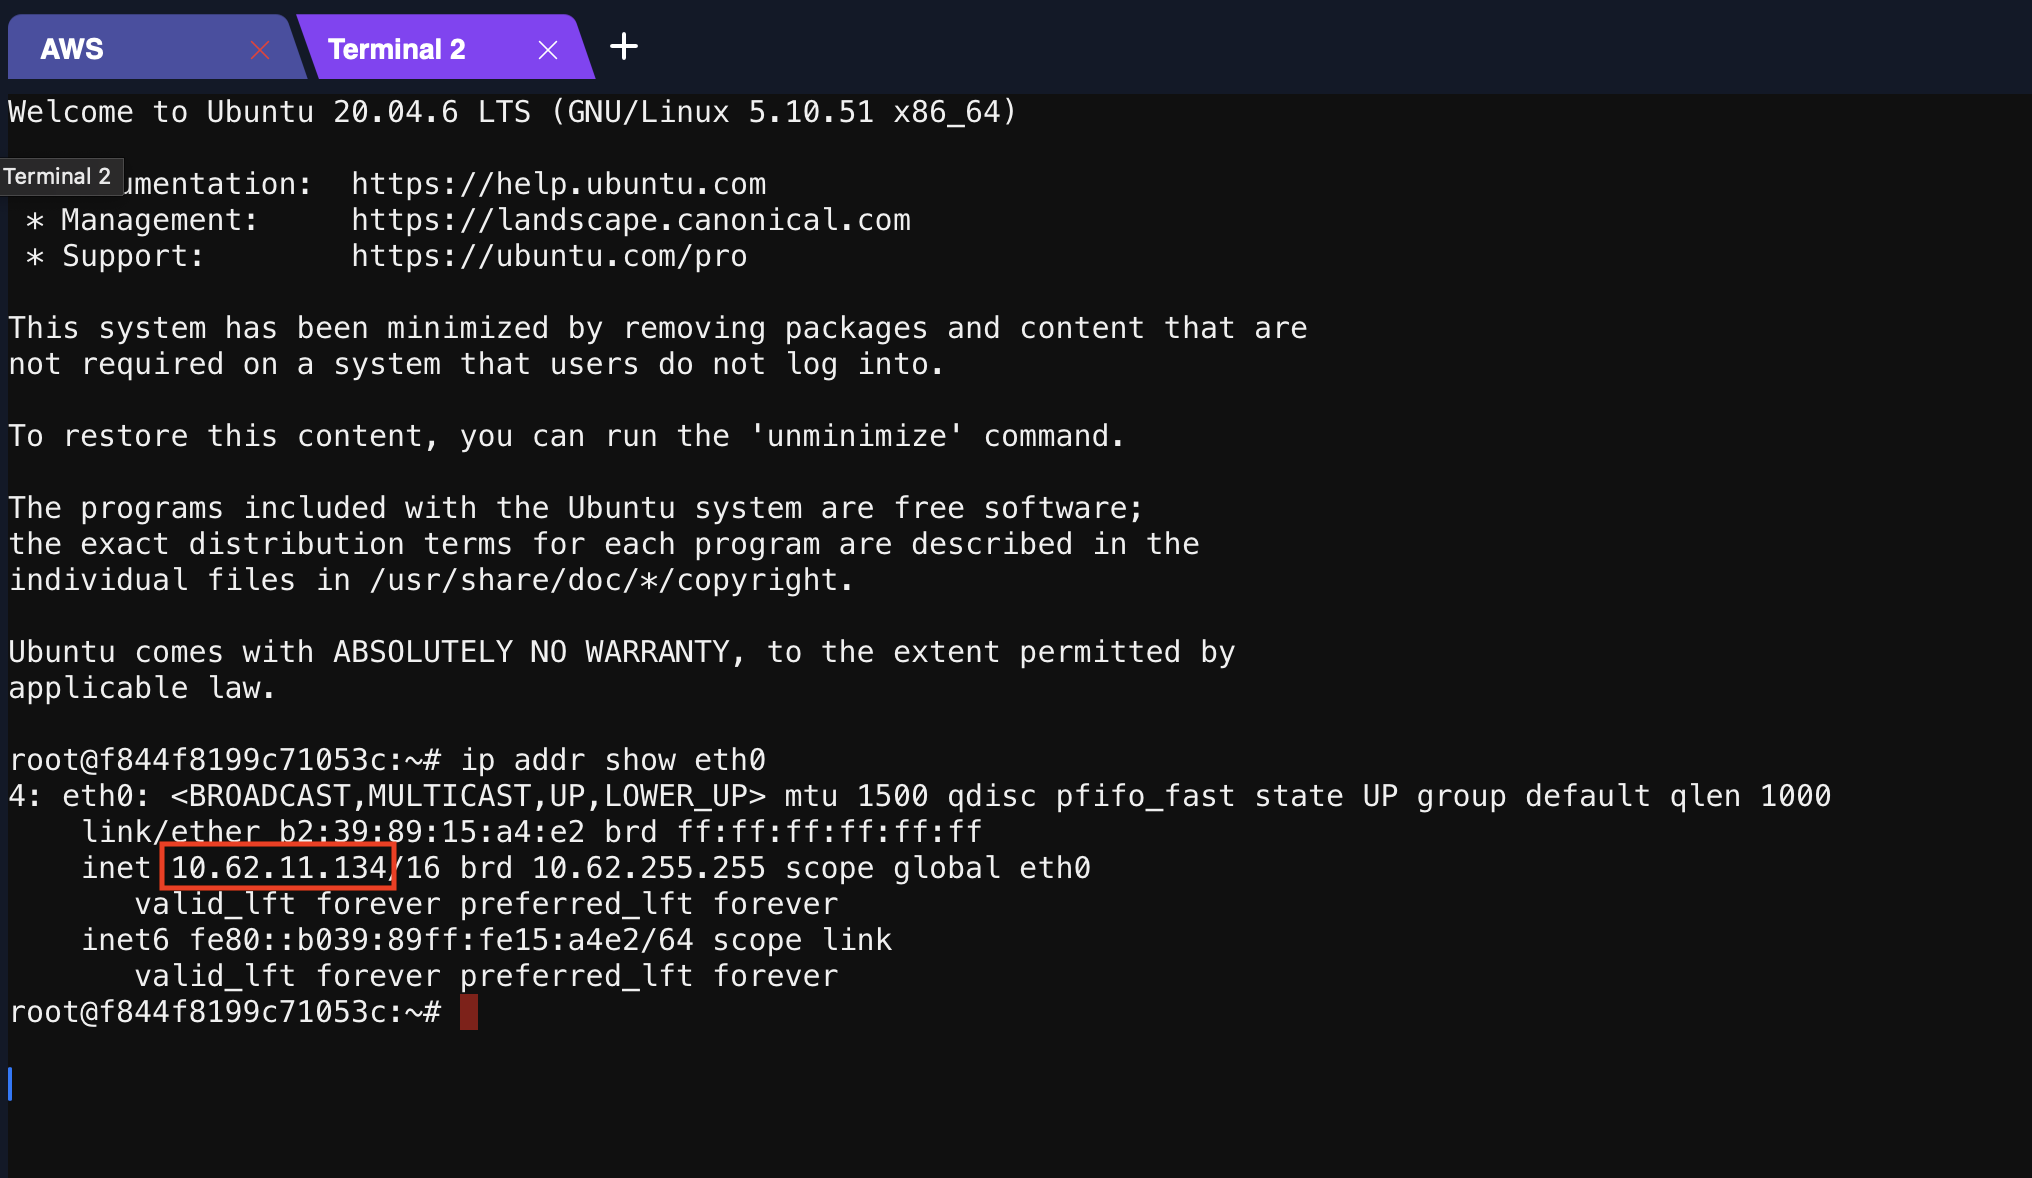 AWS
Terminal 2
Welcome to Ubuntu 20.04.6 LTS (GNU/Linux 5.10.51 x86_64)
Terminal 2
umentation:  https://help.ubuntu.com
* Management:     https://landscape.canonical.com
* Support:        https://ubuntu.com/pro
This system has been minimized by removing packages and content that are
not required on a system that users do not log into.
To restore this content, you can run the 'unminimize' command.
The programs included with the Ubuntu system are free software;
the exact distribution terms for each program are described in the
individual files in /usr/share/doc/*/copyright.
Ubuntu comes with ABSOLUTELY NO WARRANTY, to the extent permitted by
applicable law.
root@f844f8199c71053c:~# ip addr show eth0
4: eth0: <BROADCAST,MULTICAST,UP,LOWER_UP> mtu 1500 qdisc pfifo_fast state UP group default qlen 1000
link/ether b2:39:89:15:a4:e2 brd ff:ff:ff:ff:ff:ff
inet 10.62.11.134/16 brd 10.62.255.255 scope global eth0
valid_lft forever preferred_lft forever
inet6 fe80::b039:89ff:fe15:a4e2/64 scope link
valid_lft forever preferred_lft forever
root@f844f8199c71053c:~#